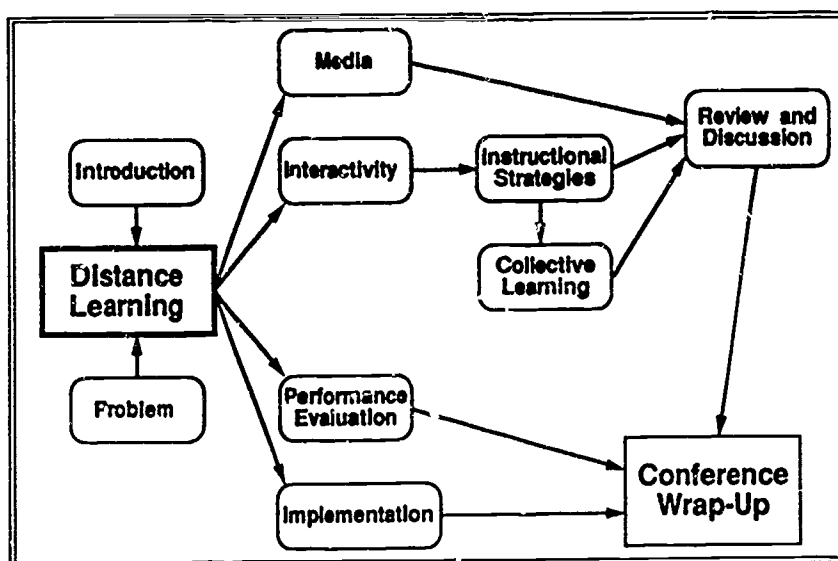 Media
Review and
Discussion
Introduction
Interactivity
Instructional
Strategies
Distance
Learning
Collective
Learning
Problem
Performance
Evaluation
Conference
Wrap-Up
Implementation